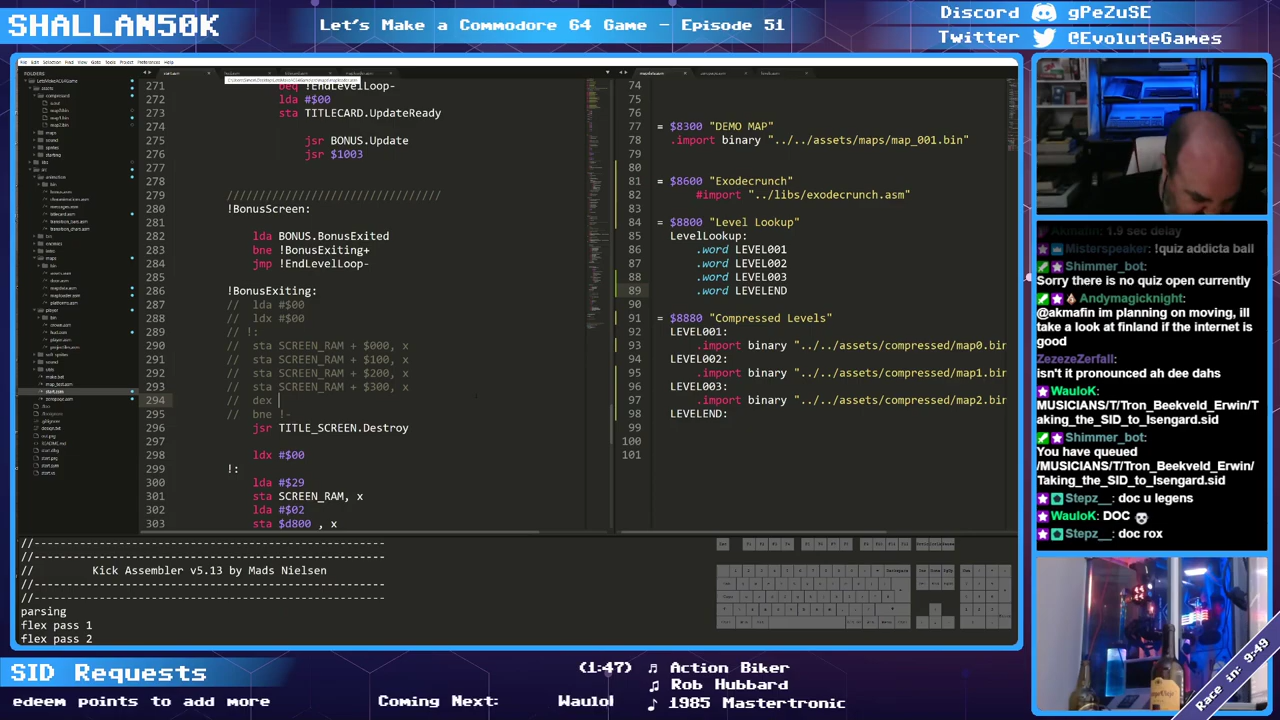 SHALLAN50K
Let's Make a Commodore 64 Game - Episode 51
Discord gPeZuSE
Twitter @EvoluteGames
271 beq !EndLevelLoop-
272 lda #$00
273 sta TITLECARD.UpdateReady
274
275 jsr BONUS.Update
276 jsr $1003
277
278
279 /////////////////////////////////
280 !BonusScreen:
281
282 lda BONUS.BonusExited
283 bne !BonusExiting+
284 jmp !EndLevelLoop-
285
286 !BonusExiting:
287 // lda #$00
288 // ldx #$00
289 // !:
290 // sta SCREEN_RAM + $000, x
291 // sta SCREEN_RAM + $100, x
292 // sta SCREEN_RAM + $200, x
293 // sta SCREEN_RAM + $300, x
294 // dex
295 // bne !-
296 jsr TITLE_SCREEN.Destroy
297
298 ldx #$00
299 !:
300 lda #$29
301 sta SCREEN_RAM, x
302 lda #$02
303 sta $d800 , x
74
75
76
77 = $8300 "DEMO MAP"
78 .import binary "../../assets/maps/map_001.bin"
79
80
81 = $8600 "Exodecrunch"
82 #import "../libs/exodecrunch.asm"
83
84 = $8800 "Level Lookup"
85 LevelLookup:
86 .word LEVEL001
87 .word LEVEL002
88 .word LEVEL003
89 .word LEVELEND
90
91 = $8880 "Compressed Levels"
92 LEVEL001:
93 .import binary "../../assets/compressed/map0.bin
94 LEVEL002:
95 .import binary "../../assets/compressed/map1.bin
96 LEVEL003:
97 .import binary "../../assets/compressed/map2.bin
98 LEVELEND:
99
100
101
//--------------------------------------------------
//--------------------------------------------------
// Kick Assembler v5.13 by Mads Nielsen
//--------------------------------------------------
parsing
flex pass 1
flex pass 2
Akmafin: 1.9 sec delay
Misterspeaker: !quiz addicta ball
Shimmer_bot:
Sorry there is no quiz open currently
Andymagicknight:
@akmafin im planning on moving, ill
take a look at finland if the internet is
good
ZezezeZerfall:
isn't it pronounced ah dee dahs
WauloK:
MUSICIANS/T/Tron_Beekveld_Erwin/T
aking_the_SID_to_Isengard.sid
Shimmer_bot:
You have queued
/MUSICIANS/T/Tron_Beekveld_Erwin/
Taking_the_SID_to_Isengard.sid
Stepz__: doc u legens
WauloK: DOC
Stepz__: doc rox
Race in: 9:49
SID Requests
edeem points to add more
Coming Next: Waulol
(1:47) Action Biker
Rob Hubbard
1985 Mastertronic